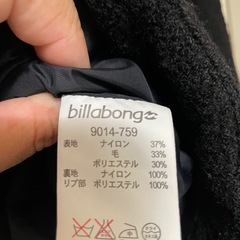 billabong
9014-759
表地 ナイロン 37%
毛 33%
ポリエステル 30%
裏地 ナイロン 100%
リブ部 ポリエステル 100%